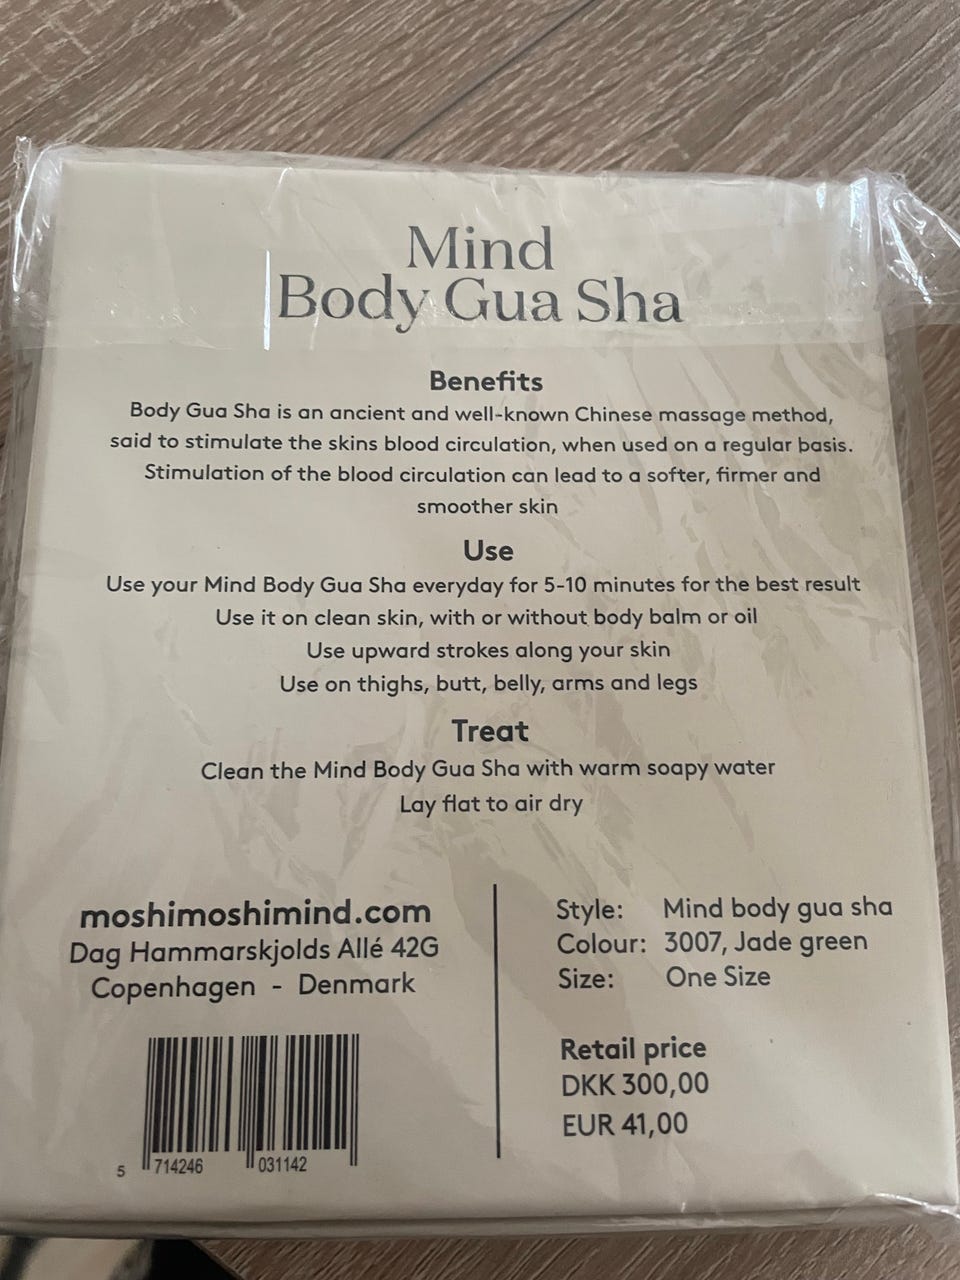 Mind
Body Gua Sha
Benefits
Body Gua Sha is an ancient and well-known Chinese massage method,
said to stimulate the skins blood circulation, when used on a regular basis.
Stimulation of the blood circulation can lead to a softer, firmer and
smoother skin
Use
Use your Mind Body Gua Sha everyday for 5-10 minutes for the best result
Use it on clean skin, with or without body balm or oil
Use upward strokes along your skin
Use on thighs, butt, belly, arms and legs
Treat
Clean the Mind Body Gua Sha with warm soapy water
Lay flat to air dry
moshimoshimind.com
Dag Hammarskjolds Allé 42G
Copenhagen - Denmark
5 714246 031142
Style: Mind body gua sha
Colour: 3007, Jade green
Size: One Size
Retail price
DKK 300,00
EUR 41,00